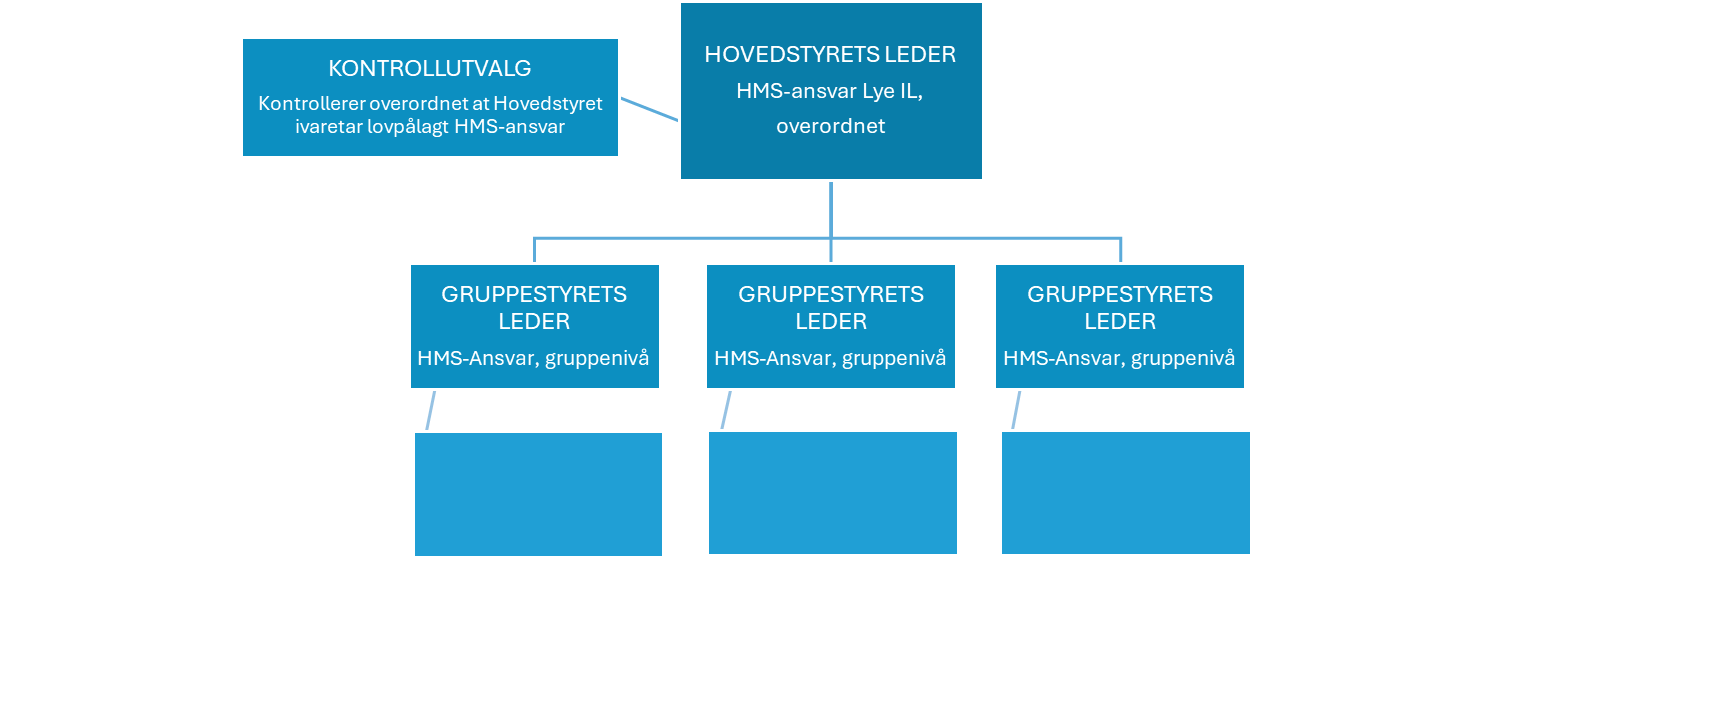 KONTROLLUTVALG
Kontrollerer overordnet at Hovedstyret
ivaretar lovpålagt HMS-ansvar
HOVEDSTYRETS LEDER
HMS-ansvar Lye IL,
overordnet
GRUPPESTYRETS
LEDER
HMS-Ansvar, gruppenivå
GRUPPESTYRETS
LEDER
HMS-Ansvar, gruppenivå
GRUPPESTYRETS
LEDER
HMS-Ansvar, gruppenivå